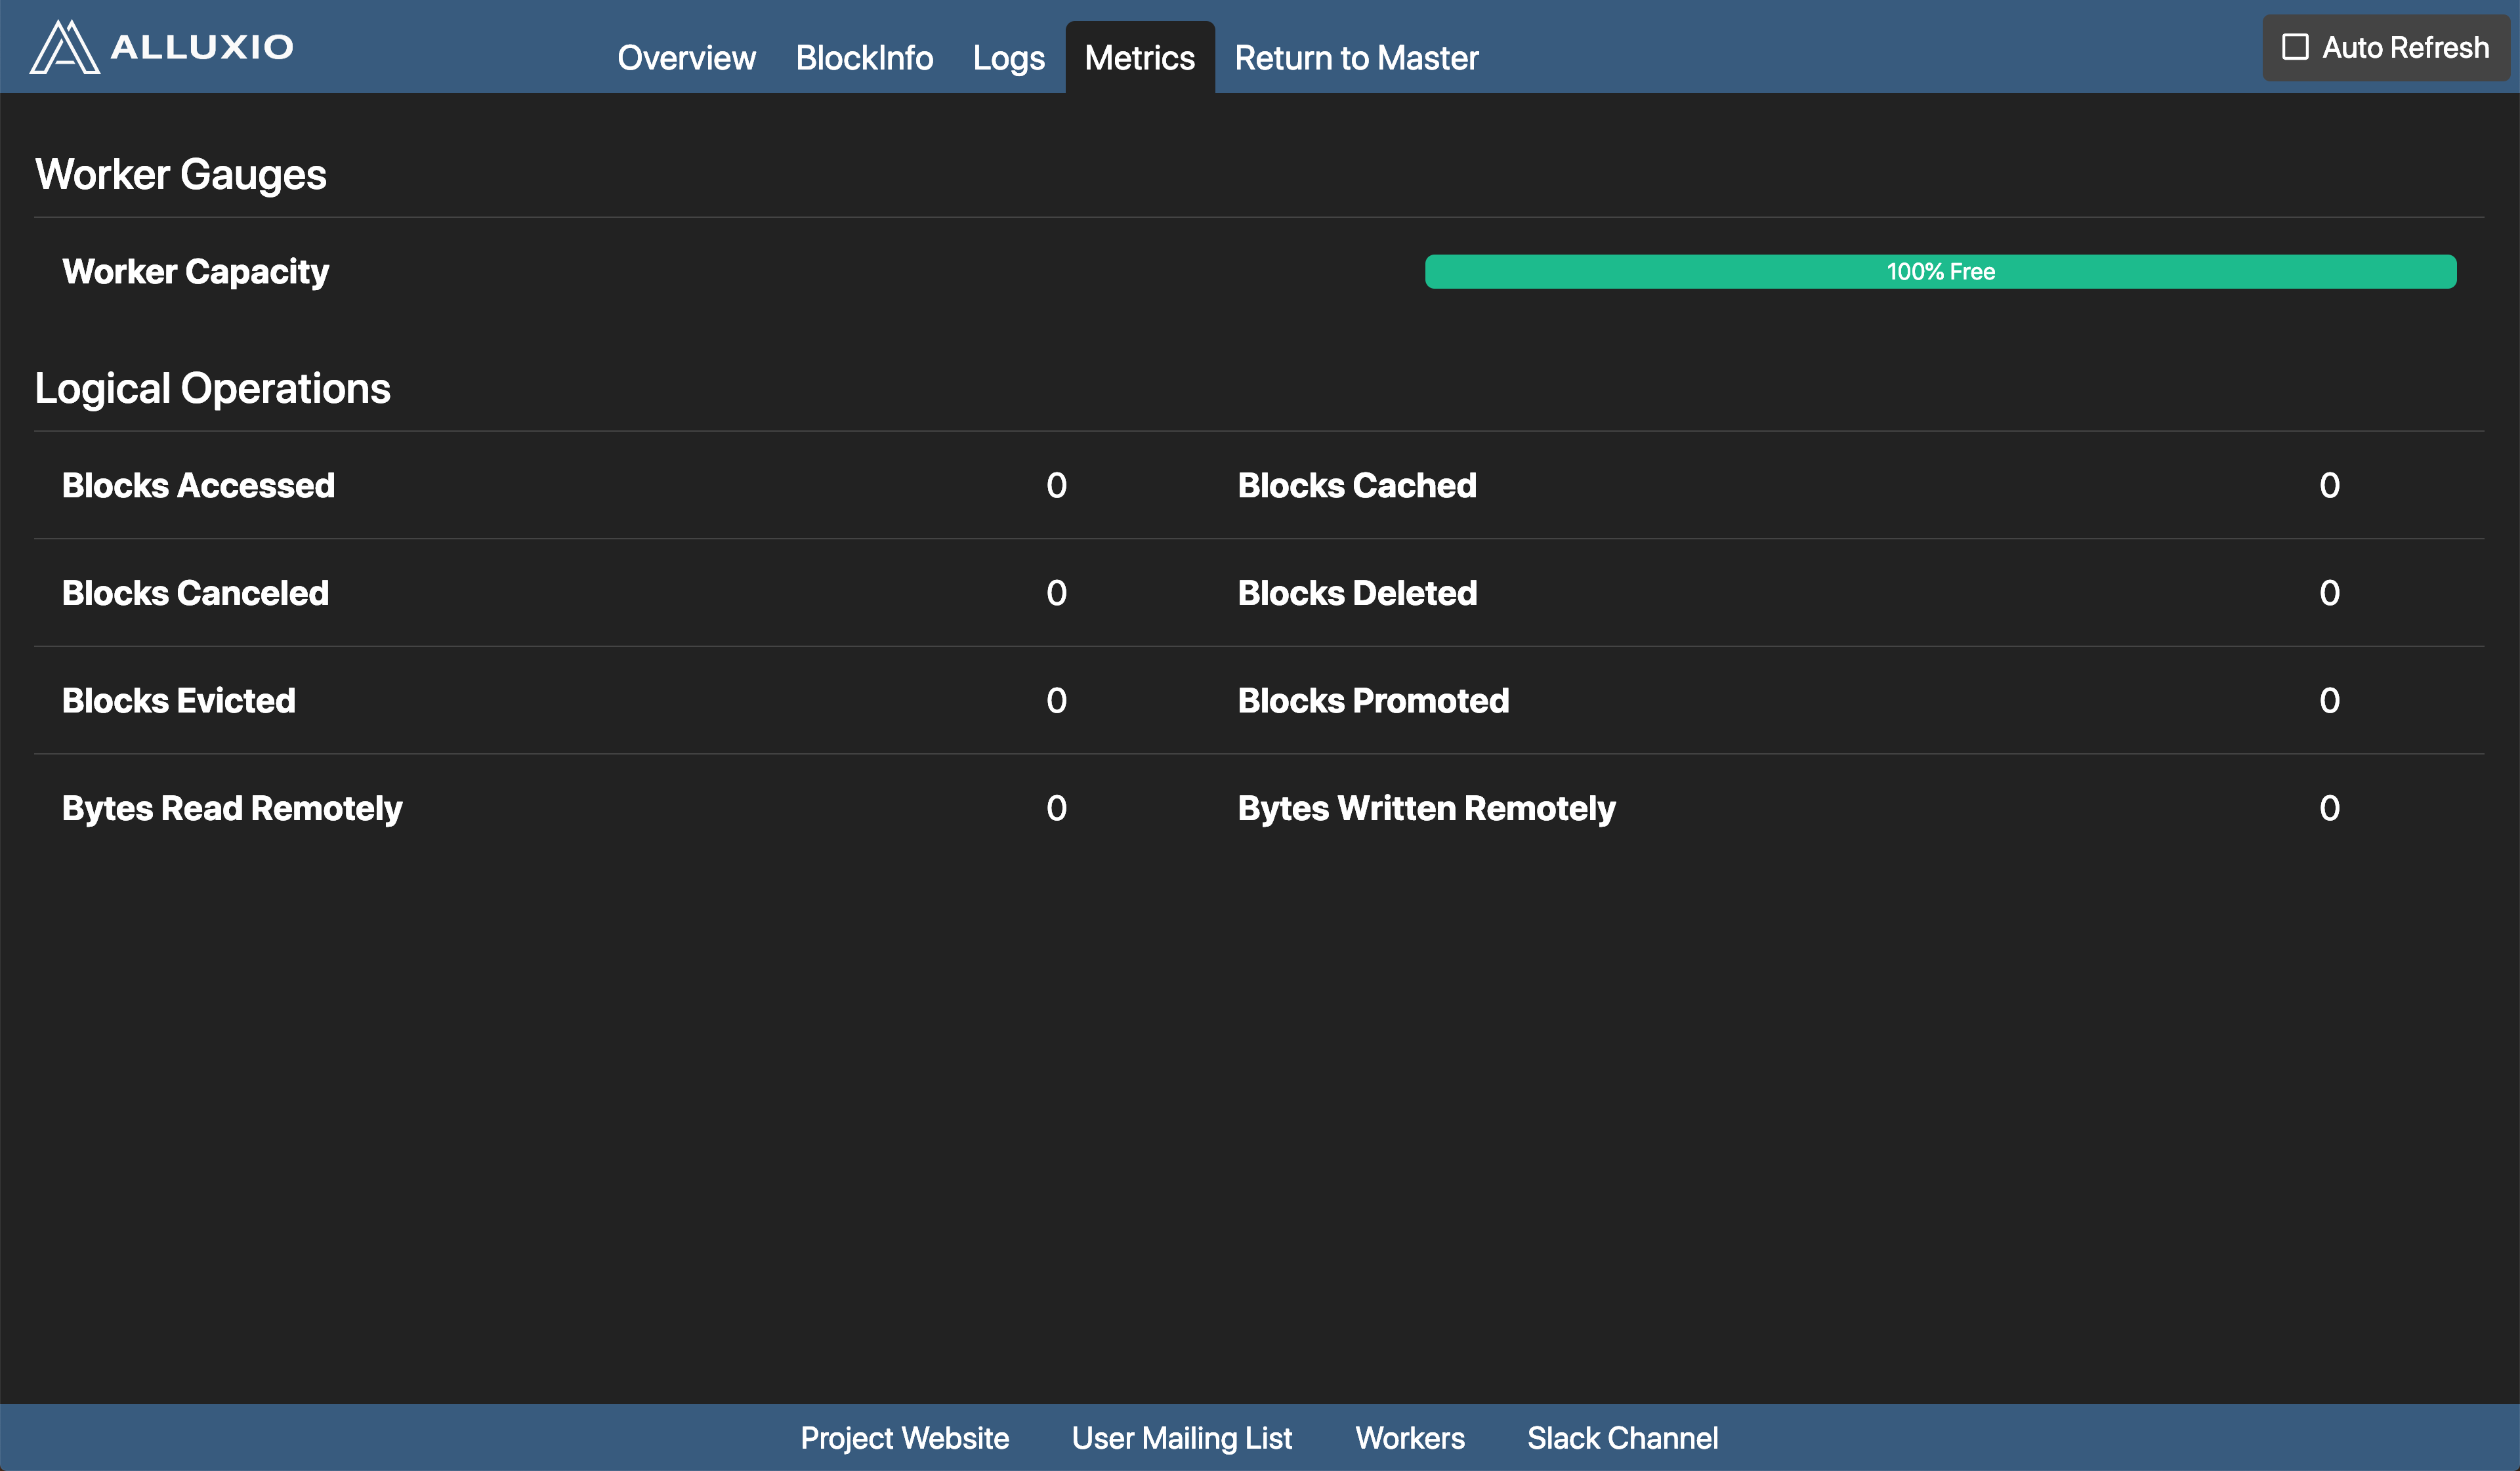 ALLUXIO
Overview BlockInfo Logs Metrics Return to Master Auto Refresh
Worker Gauges
Worker Capacity 100% Free
Logical Operations
Blocks Accessed 0 Blocks Cached 0
Blocks Canceled 0 Blocks Deleted 0
Blocks Evicted 0 Blocks Promoted 0
Bytes Read Remotely 0 Bytes Written Remotely 0
Project Website User Mailing List Workers Slack Channel